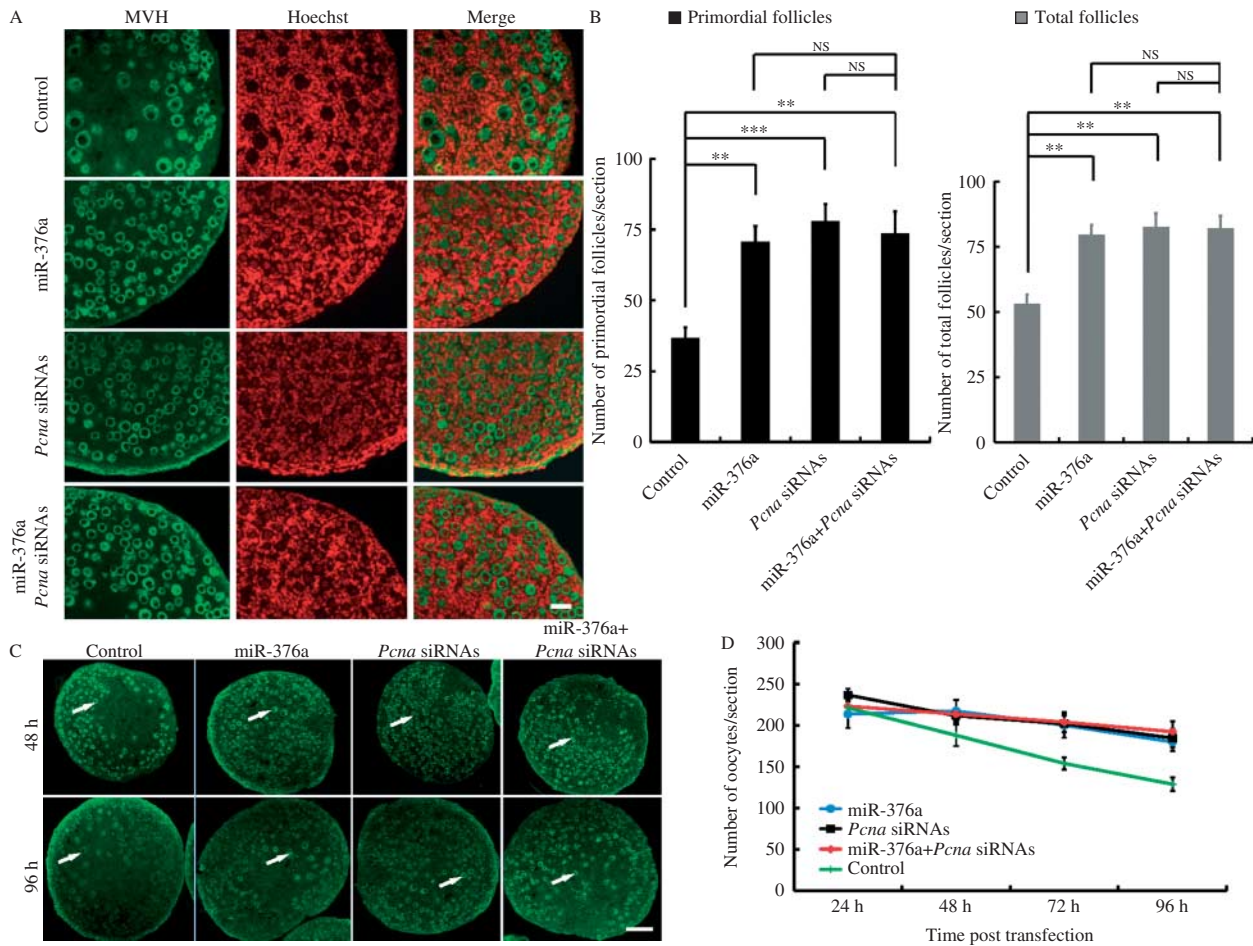 A
MVH
Hoechst
Merge
Control
miR-376a
Pcna siRNAs
miR-376a
Pcna siRNAs
B
Primordial follicles
NS
NS
**
***
**
Number of primordial follicles/section
100
75
50
25
0
Control
miR-376a
Pcna siRNAs
miR-376a+Pcna siRNAs
Total follicles
NS
NS
**
**
**
Number of total follicles/section
100
75
50
25
0
Control
miR-376a
Pcna siRNAs
miR-376a+Pcna siRNAs
C
Control
miR-376a
Pcna siRNAs
miR-376a+
Pcna siRNAs
48 h
96 h
D
Number of oocytes/section
300
250
200
150
100
50
0
miR-376a
Pcna siRNAs
miR-376a+Pcna siRNAs
Control
24 h
48 h
72 h
96 h
Time post transfection